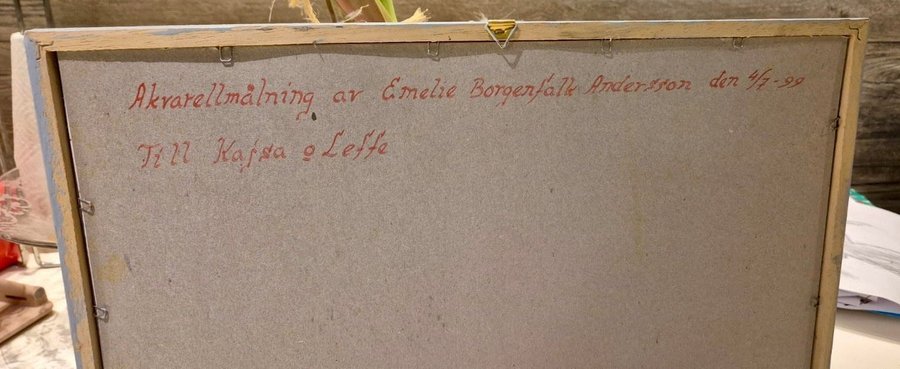 Akvarellmålning av Emelie Borgenfalk Andersson den 4/7-99
Till Kajsa o Leffe